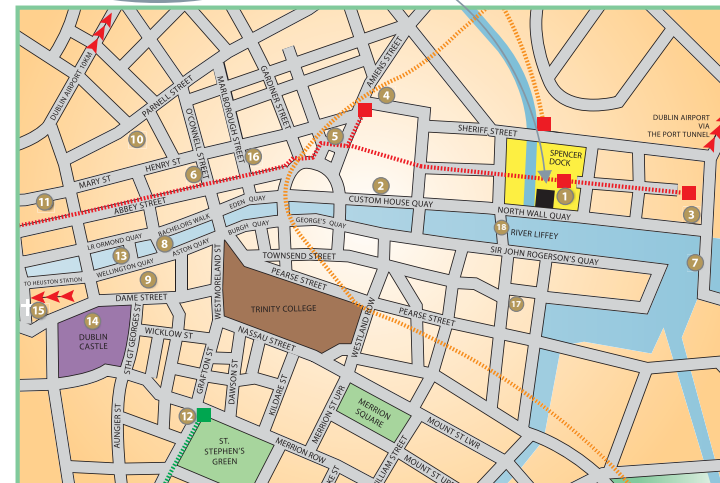 DUBLIN AIRPORT 10KM
PARNELL STREET
O'CONNELL STREET
MARLBOROUGH STREET
GARDINER STREET
AMIENS STREET
4
DUBLIN AIRPORT
VIA
THE PORT TUNNEL
SHERIFF STREET
5
10
16
HENRY ST
6
MARY ST
11
ABBEY STREET
SPENCER
DOCK
1
2
CUSTOM HOUSE QUAY
NORTH WALL QUAY
3
EDEN QUAY
BURGH QUAY
GEORGE'S QUAY
BACHELORS WALK
LR ORMOND QUAY
8
ASTON QUAY
13
WELLINGTON QUAY
18
RIVER LIFFEY
SIR JOHN ROGERSON'S QUAY
7
TOWNSEND STREET
PEARSE STREET
TO HEUSTON STATION
9
DAME STREET
15
14
DUBLIN
CASTLE
WESTMORELAND ST
TRINITY COLLEGE
WESTLAND ROW
PEARSE STREET
17
STH GT GEORGES ST
WICKLOW ST
NASSAU STREET
GRAFTON ST
DAWSON ST
KILDARE ST
MERRION ST UPR
MERRION
SQUARE
AUNGIER ST
12
ST.
STEPHEN'S
GREEN
MERRION ROW
MOUNT ST LWR
MOUNT ST UPR